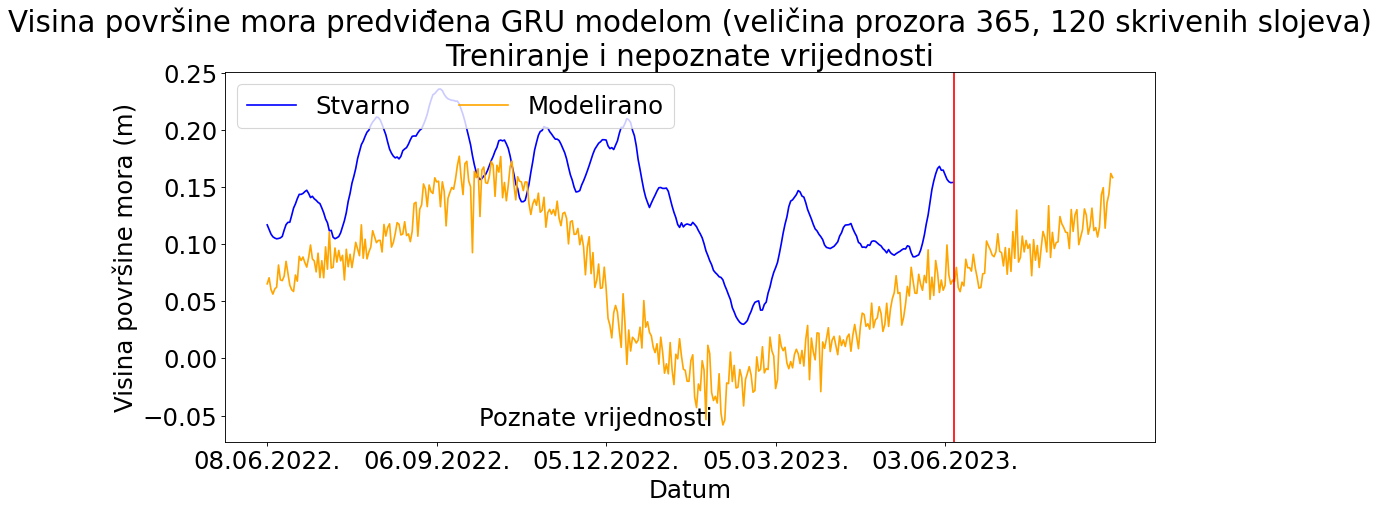 Visina površine mora predviđena GRU modelom (veličina prozora 365, 120 skrivenih slojeva)
Treniranje i nepoznate vrijednosti
Stvarno
Modelirano
Visina površine mora (m)
0.25
0.20
0.15
0.10
0.05
0.00
−0.05
Poznate vrijednosti
08.06.2022.
06.09.2022.
05.12.2022.
05.03.2023.
03.06.2023.
Datum